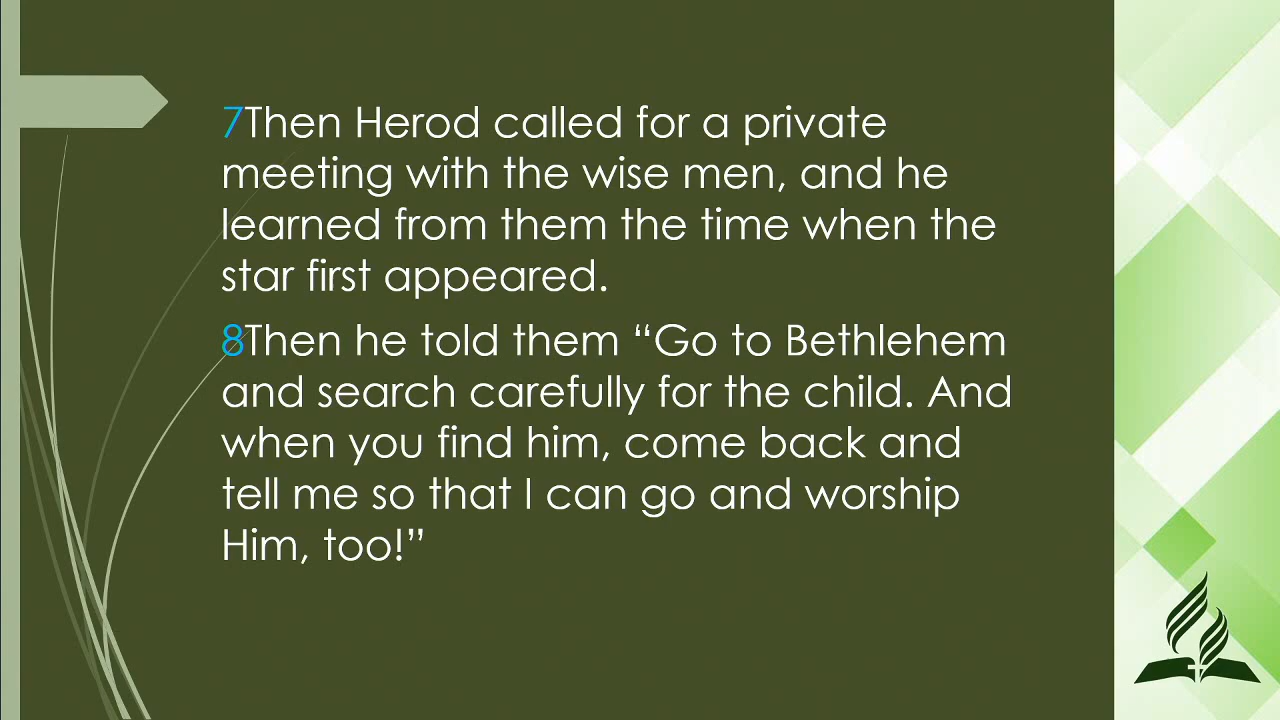 7Then Herod called for a private
meeting with the wise men, and he
learned from them the time when the
star first appeared.
8Then he told them “Go to Bethlehem
and search carefully for the child. And
when you find him, come back and
tell me so that I can go and worship
Him, too!”